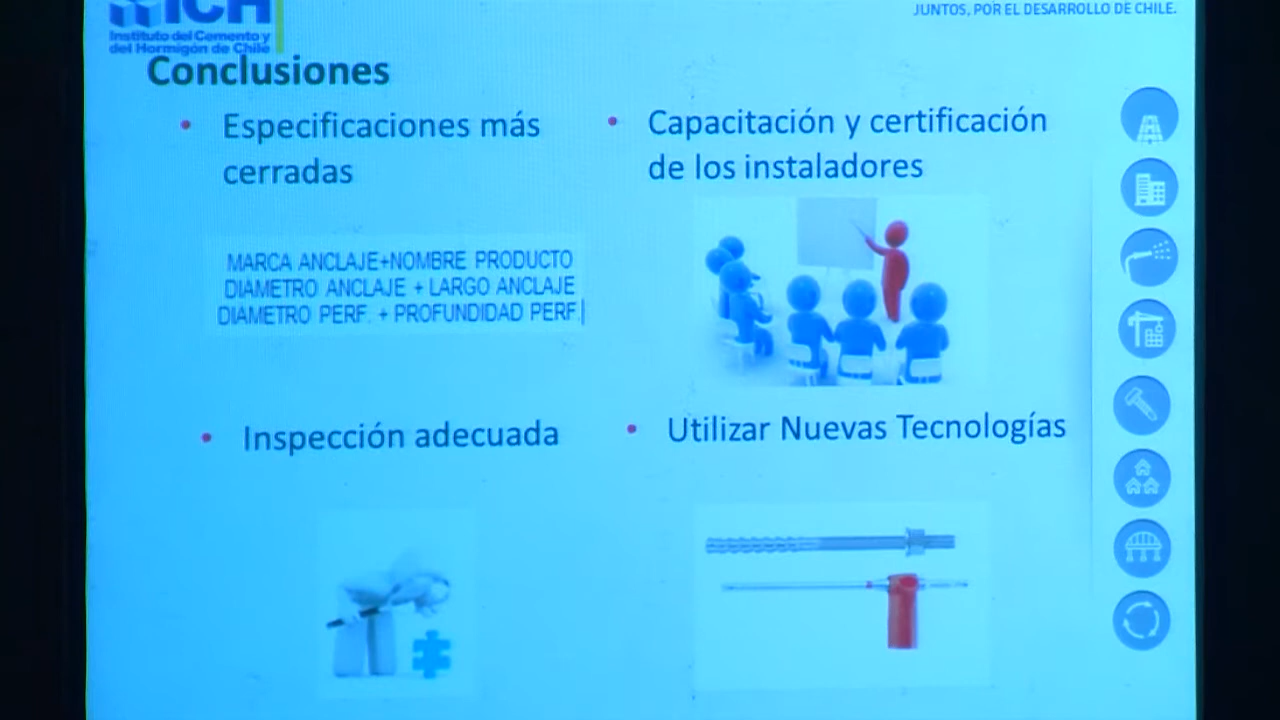 ICH
Instituto del Cemento y
del Hormigón de Chile
JUNTOS, POR EL DESARROLLO DE CHILE.
Conclusiones
• Especificaciones más
cerradas
MARCA ANCLAJE+NOMBRE PRODUCTO
DIAMETRO ANCLAJE + LARGO ANCLAJE
DIAMETRO PERF. + PROFUNDIDAD PERF.
• Capacitación y certificación
de los instaladores
• Inspección adecuada
• Utilizar Nuevas Tecnologías